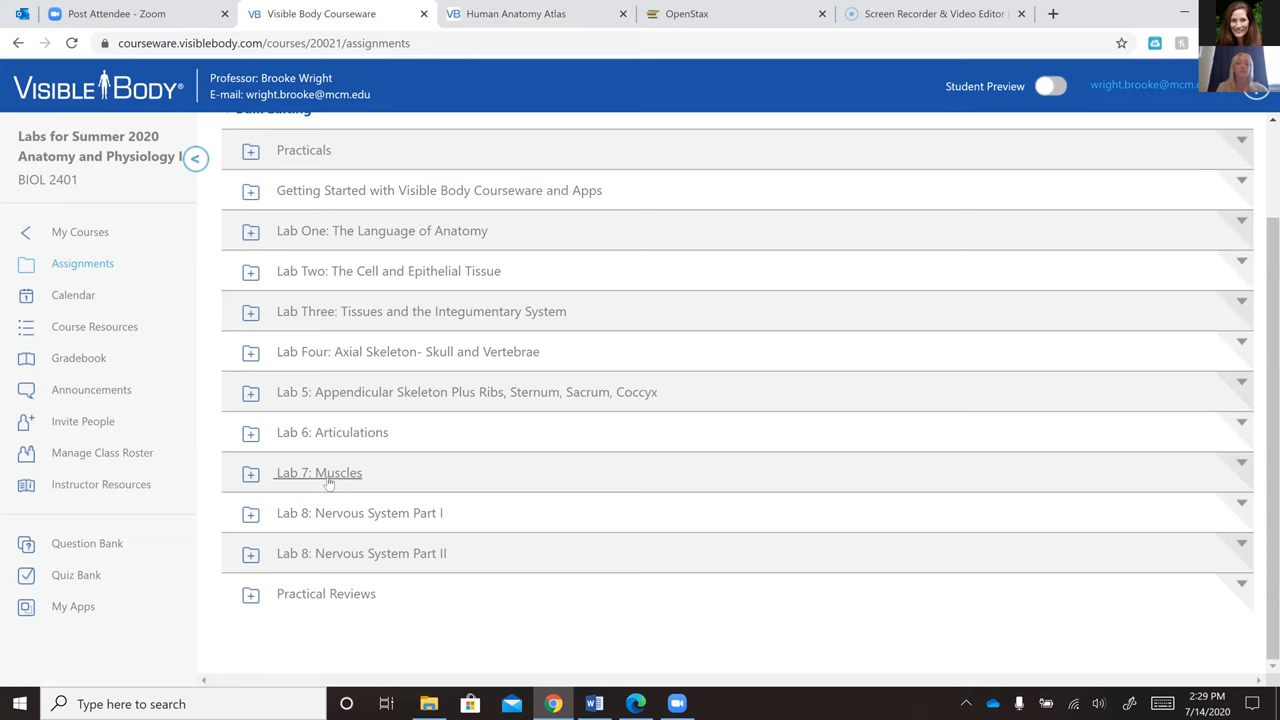 Post Attendee - Zoom
Visible Body Courseware
Human Anatomy Atlas
OpenStax
Screen Recorder & Video Editor
courseware.visiblebody.com/courses/20021/assignments
VISIBLE BODY®
Professor: Brooke Wright
E-mail: wright.brooke@mcm.edu
Student Preview
wright.brooke@mcm.e
Labs for Summer 2020
Anatomy and Physiology I
BIOL 2401
My Courses
Assignments
Calendar
Course Resources
Gradebook
Announcements
Invite People
Manage Class Roster
Instructor Resources
Question Bank
Quiz Bank
My Apps
Bulk Editing
Practicals
Getting Started with Visible Body Courseware and Apps
Lab One: The Language of Anatomy
Lab Two: The Cell and Epithelial Tissue
Lab Three: Tissues and the Integumentary System
Lab Four: Axial Skeleton- Skull and Vertebrae
Lab 5: Appendicular Skeleton Plus Ribs, Sternum, Sacrum, Coccyx
Lab 6: Articulations
Lab 7: Muscles
Lab 8: Nervous System Part I
Lab 8: Nervous System Part II
Practical Reviews
Type here to search
2:29 PM
7/14/2020